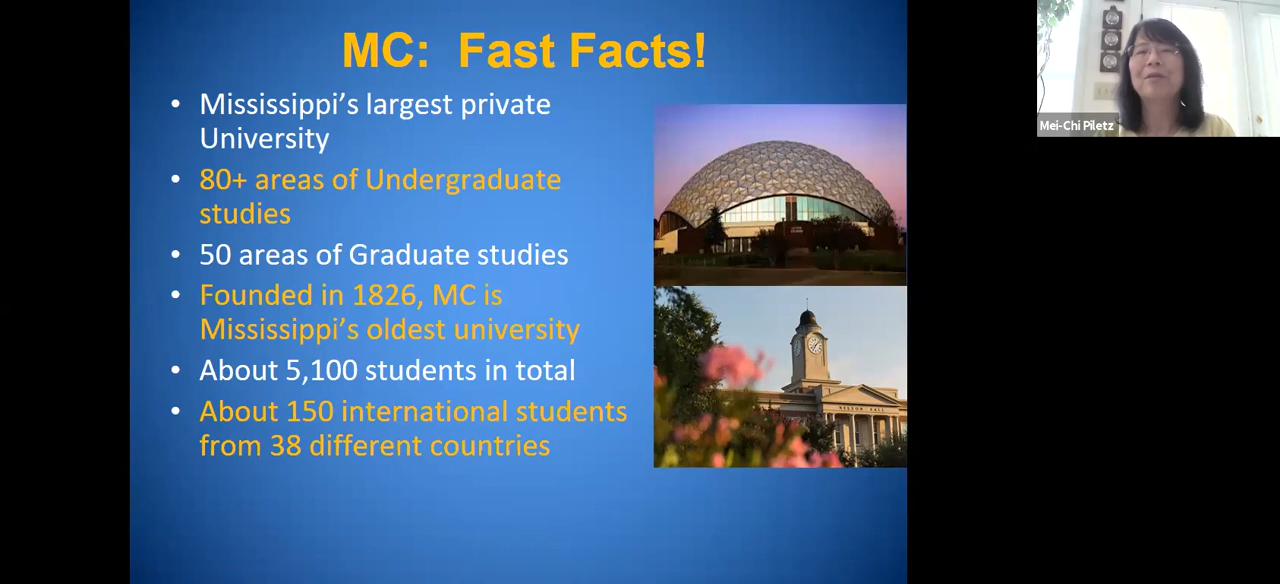 MC: Fast Facts!
• Mississippi’s largest private
University
• 80+ areas of Undergraduate
studies
• 50 areas of Graduate studies
• Founded in 1826, MC is
Mississippi’s oldest university
• About 5,100 students in total
• About 150 international students
from 38 different countries
NELSON HALL
Mei-Chi Piletz